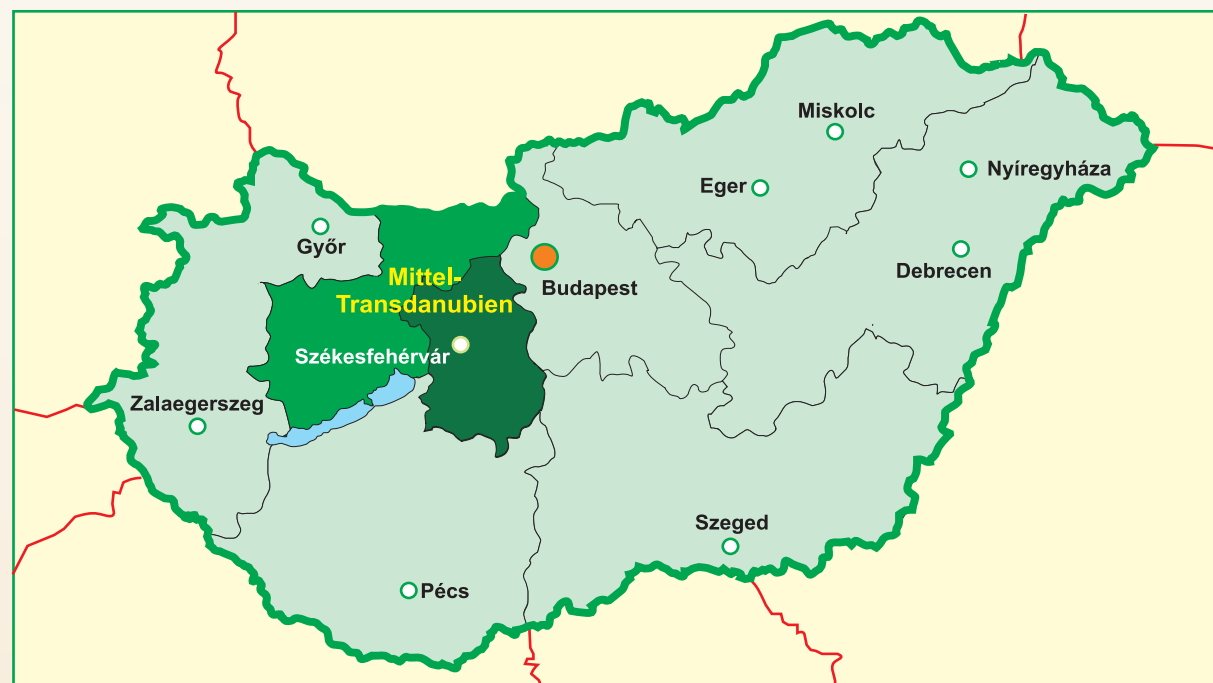 Miskolc
Nyíregyháza
Eger
Győr
Debrecen
Budapest
Mittel-
Transdanubien
Székesfehérvár
Zalaegerszeg
Szeged
Pécs